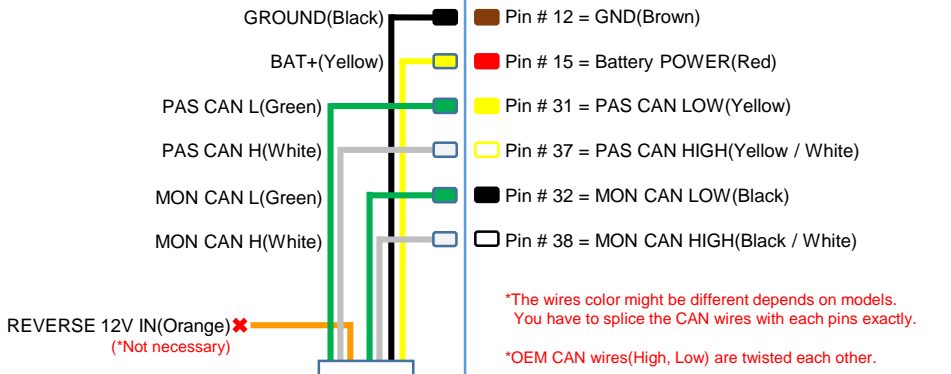 GROUND(Black)
Pin # 12 = GND(Brown)
BAT+(Yellow)
Pin # 15 = Battery POWER(Red)
PAS CAN L(Green)
Pin # 31 = PAS CAN LOW(Yellow)
PAS CAN H(White)
Pin # 37 = PAS CAN HIGH(Yellow / White)
MON CAN L(Green)
Pin # 32 = MON CAN LOW(Black)
MON CAN H(White)
Pin # 38 = MON CAN HIGH(Black / White)
*The wires color might be different depends on models.
You have to splice the CAN wires with each pins exactly.
REVERSE 12V IN(Orange)
(*Not necessary)
*OEM CAN wires(High, Low) are twisted each other.